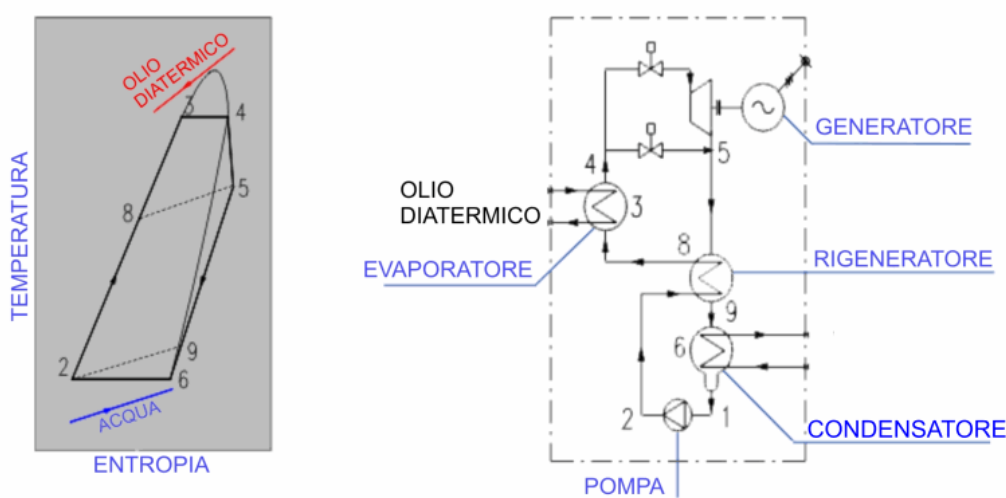 OLIO
DIATERMICO
3
4
5
8
9
2
6
ACQUA
TEMPERATURA
ENTROPIA
GENERATORE
4
5
OLIO
DIATERMICO
3
8
EVAPORATORE
RIGENERATORE
9
6
2
1
CONDENSATORE
POMPA